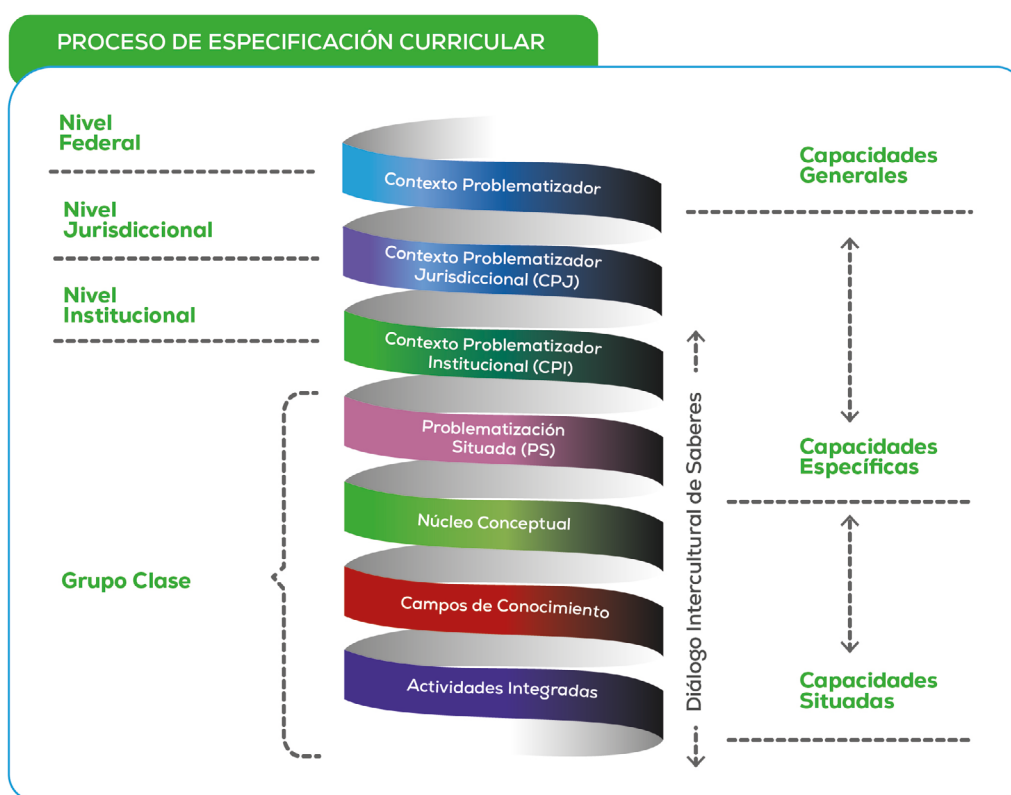 PROCESO DE ESPECIFICACIÓN CURRICULAR
Nivel
Federal
Nivel
Jurisdiccional
Nivel
Institucional
Grupo Clase
Contexto Problematizador
Contexto Problematizador
Jurisdiccional (CPJ)
Contexto Problematizador
Institucional (CPI)
Problematización
Situada (PS)
Núcleo Conceptual
Campos de Conocimiento
Actividades Integradas
Diálogo Intercultural de Saberes
Capacidades
Generales
Capacidades
Específicas
Capacidades
Situadas